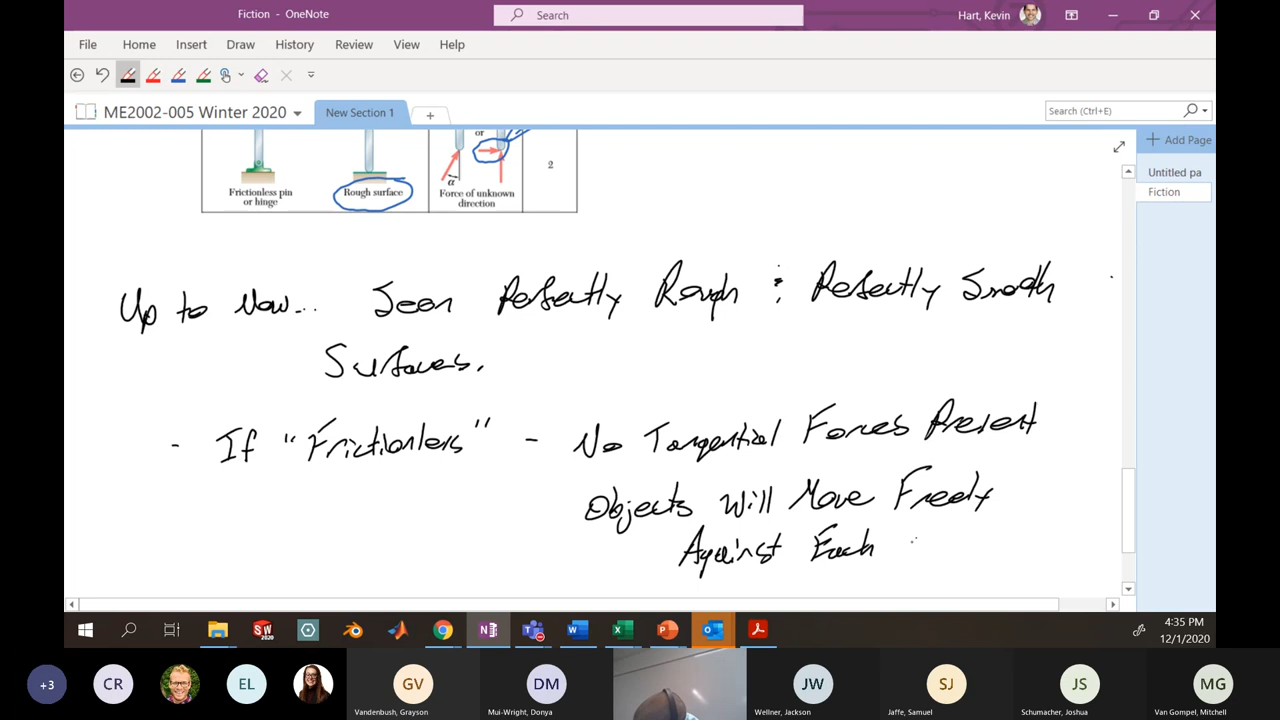 Fiction - OneNote
Search
Hart, Kevin
File Home Insert Draw History Review View Help
ME2002-005 Winter 2020
New Section 1
Search (Ctrl+E)
Add Page
Untitled pa
Fiction
or
α
2
Frictionless pin
or hinge
Rough surface
Force of unknown
direction
Up to Now... Seen Perfectly Rough & Perfectly Smooth
Surfaces.
- If "Frictionless" - No Tangential Forces Present
Objects Will Move Freely
Against Each
4:35 PM
12/1/2020
+3
CR
EL
GV
DM
JW
SJ
JS
MG
Vandenbush, Grayson
Mui-Wright, Donya
Wellner, Jackson
Jaffe, Samuel
Schumacher, Joshua
Van Gompel, Mitchell